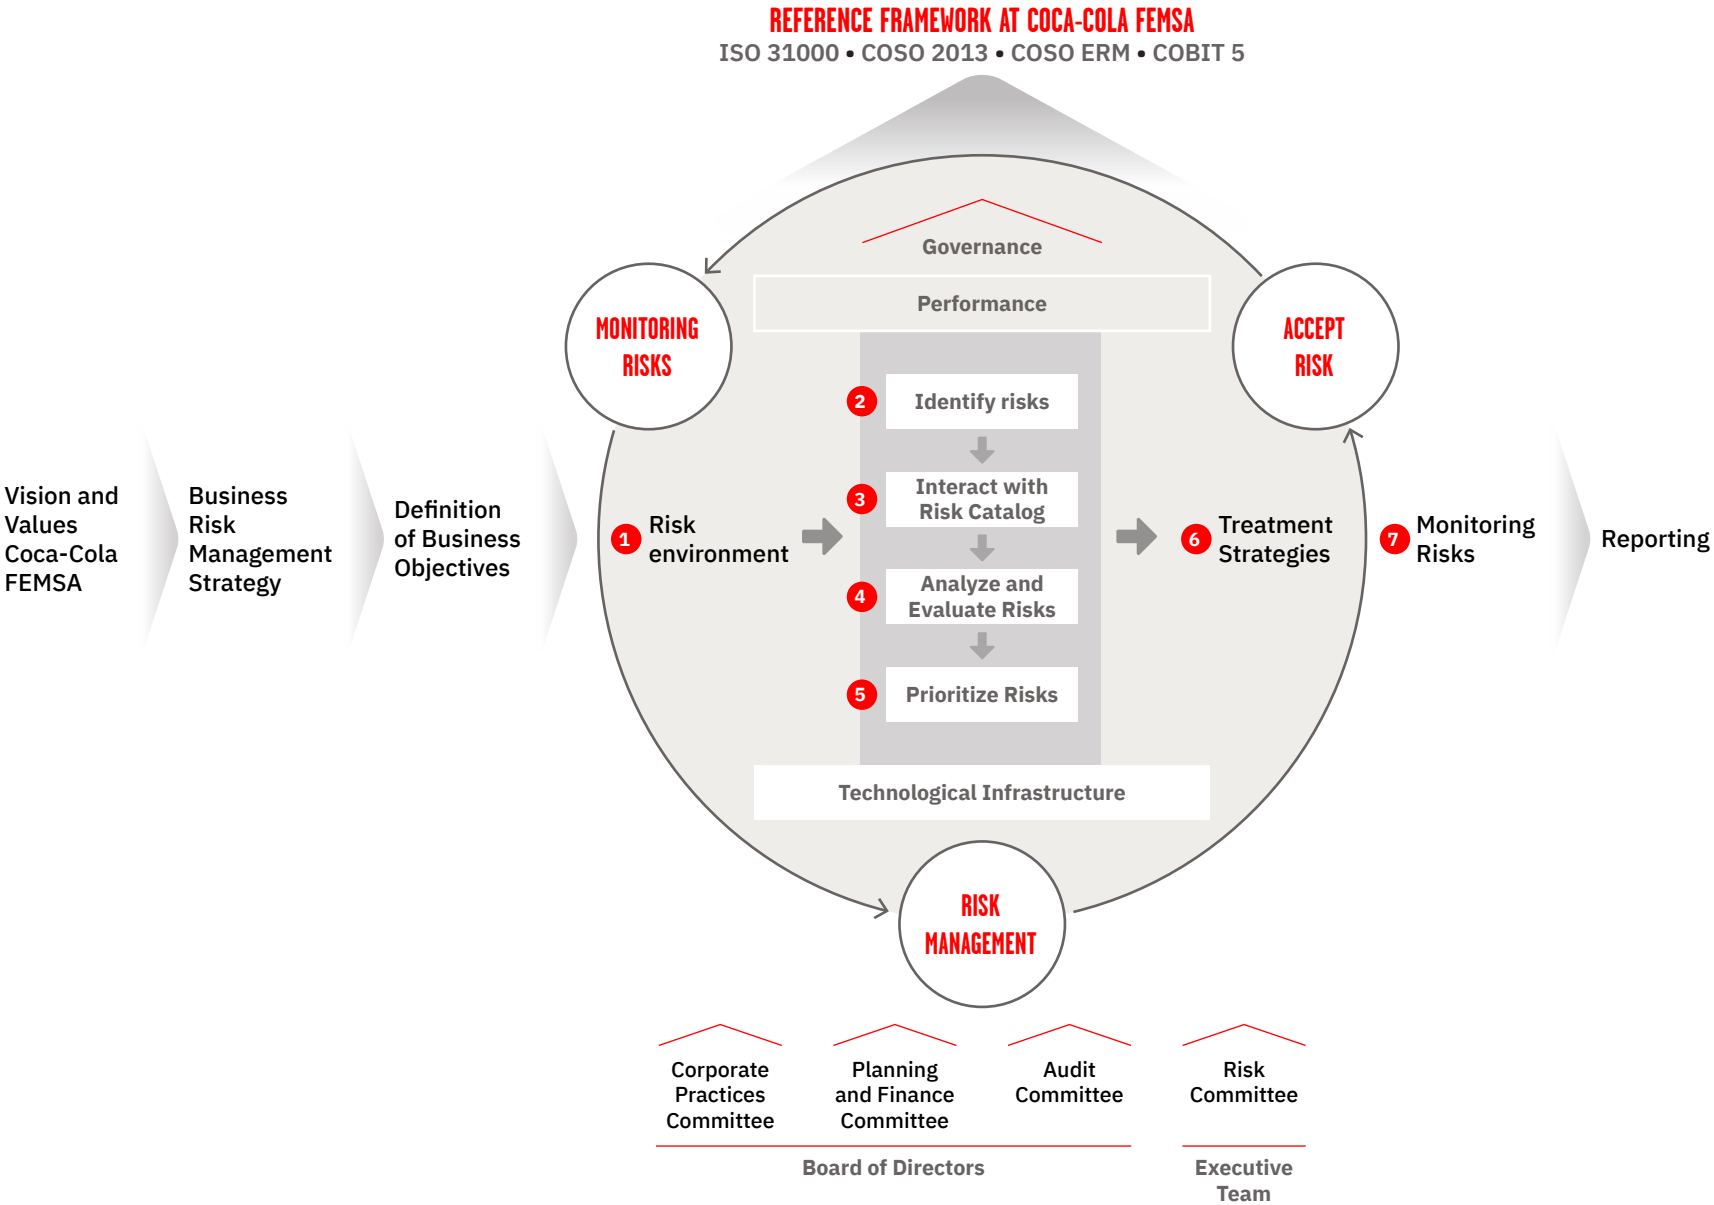 REFERENCE FRAMEWORK AT COCA-COLA FEMSA
ISO 31000 • COSO 2013 • COSO ERM • COBIT 5
Governance
Performance
MONITORING
RISKS
ACCEPT
RISK
Vision and
Values
Coca-Cola
FEMSA
Business
Risk
Management
Strategy
Definition
of Business
Objectives
1 Risk
environment
2 Identify risks
3 Interact with
Risk Catalog
4 Analyze and
Evaluate Risks
5 Prioritize Risks
6 Treatment
Strategies
7 Monitoring
Risks
Reporting
Technological Infrastructure
RISK
MANAGEMENT
Corporate
Practices
Committee
Planning
and Finance
Committee
Audit
Committee
Risk
Committee
Board of Directors
Executive
Team